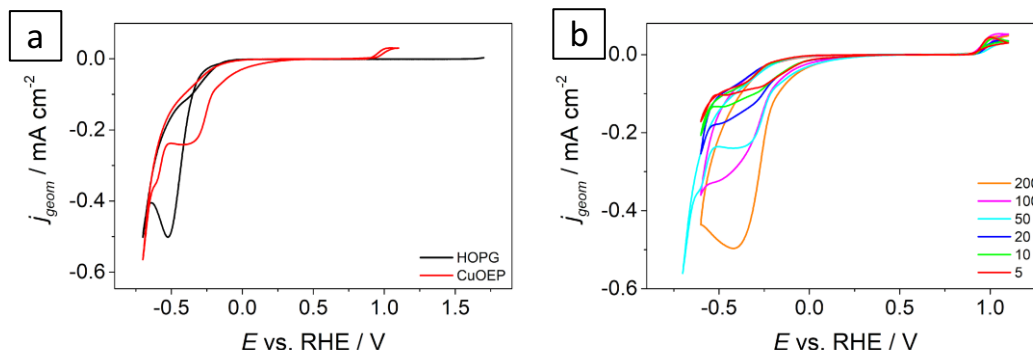 a
0.0
-0.2
-0.4
-0.6
j geom / mA cm-2
-0.5 0.0 0.5 1.0 1.5
E vs. RHE / V
HOPG
CuOEP
b
0.0
-0.2
-0.4
-0.6
j geom / mA cm-2
-0.5 0.0 0.5 1.0
E vs. RHE / V
200
100
50
20
10
5